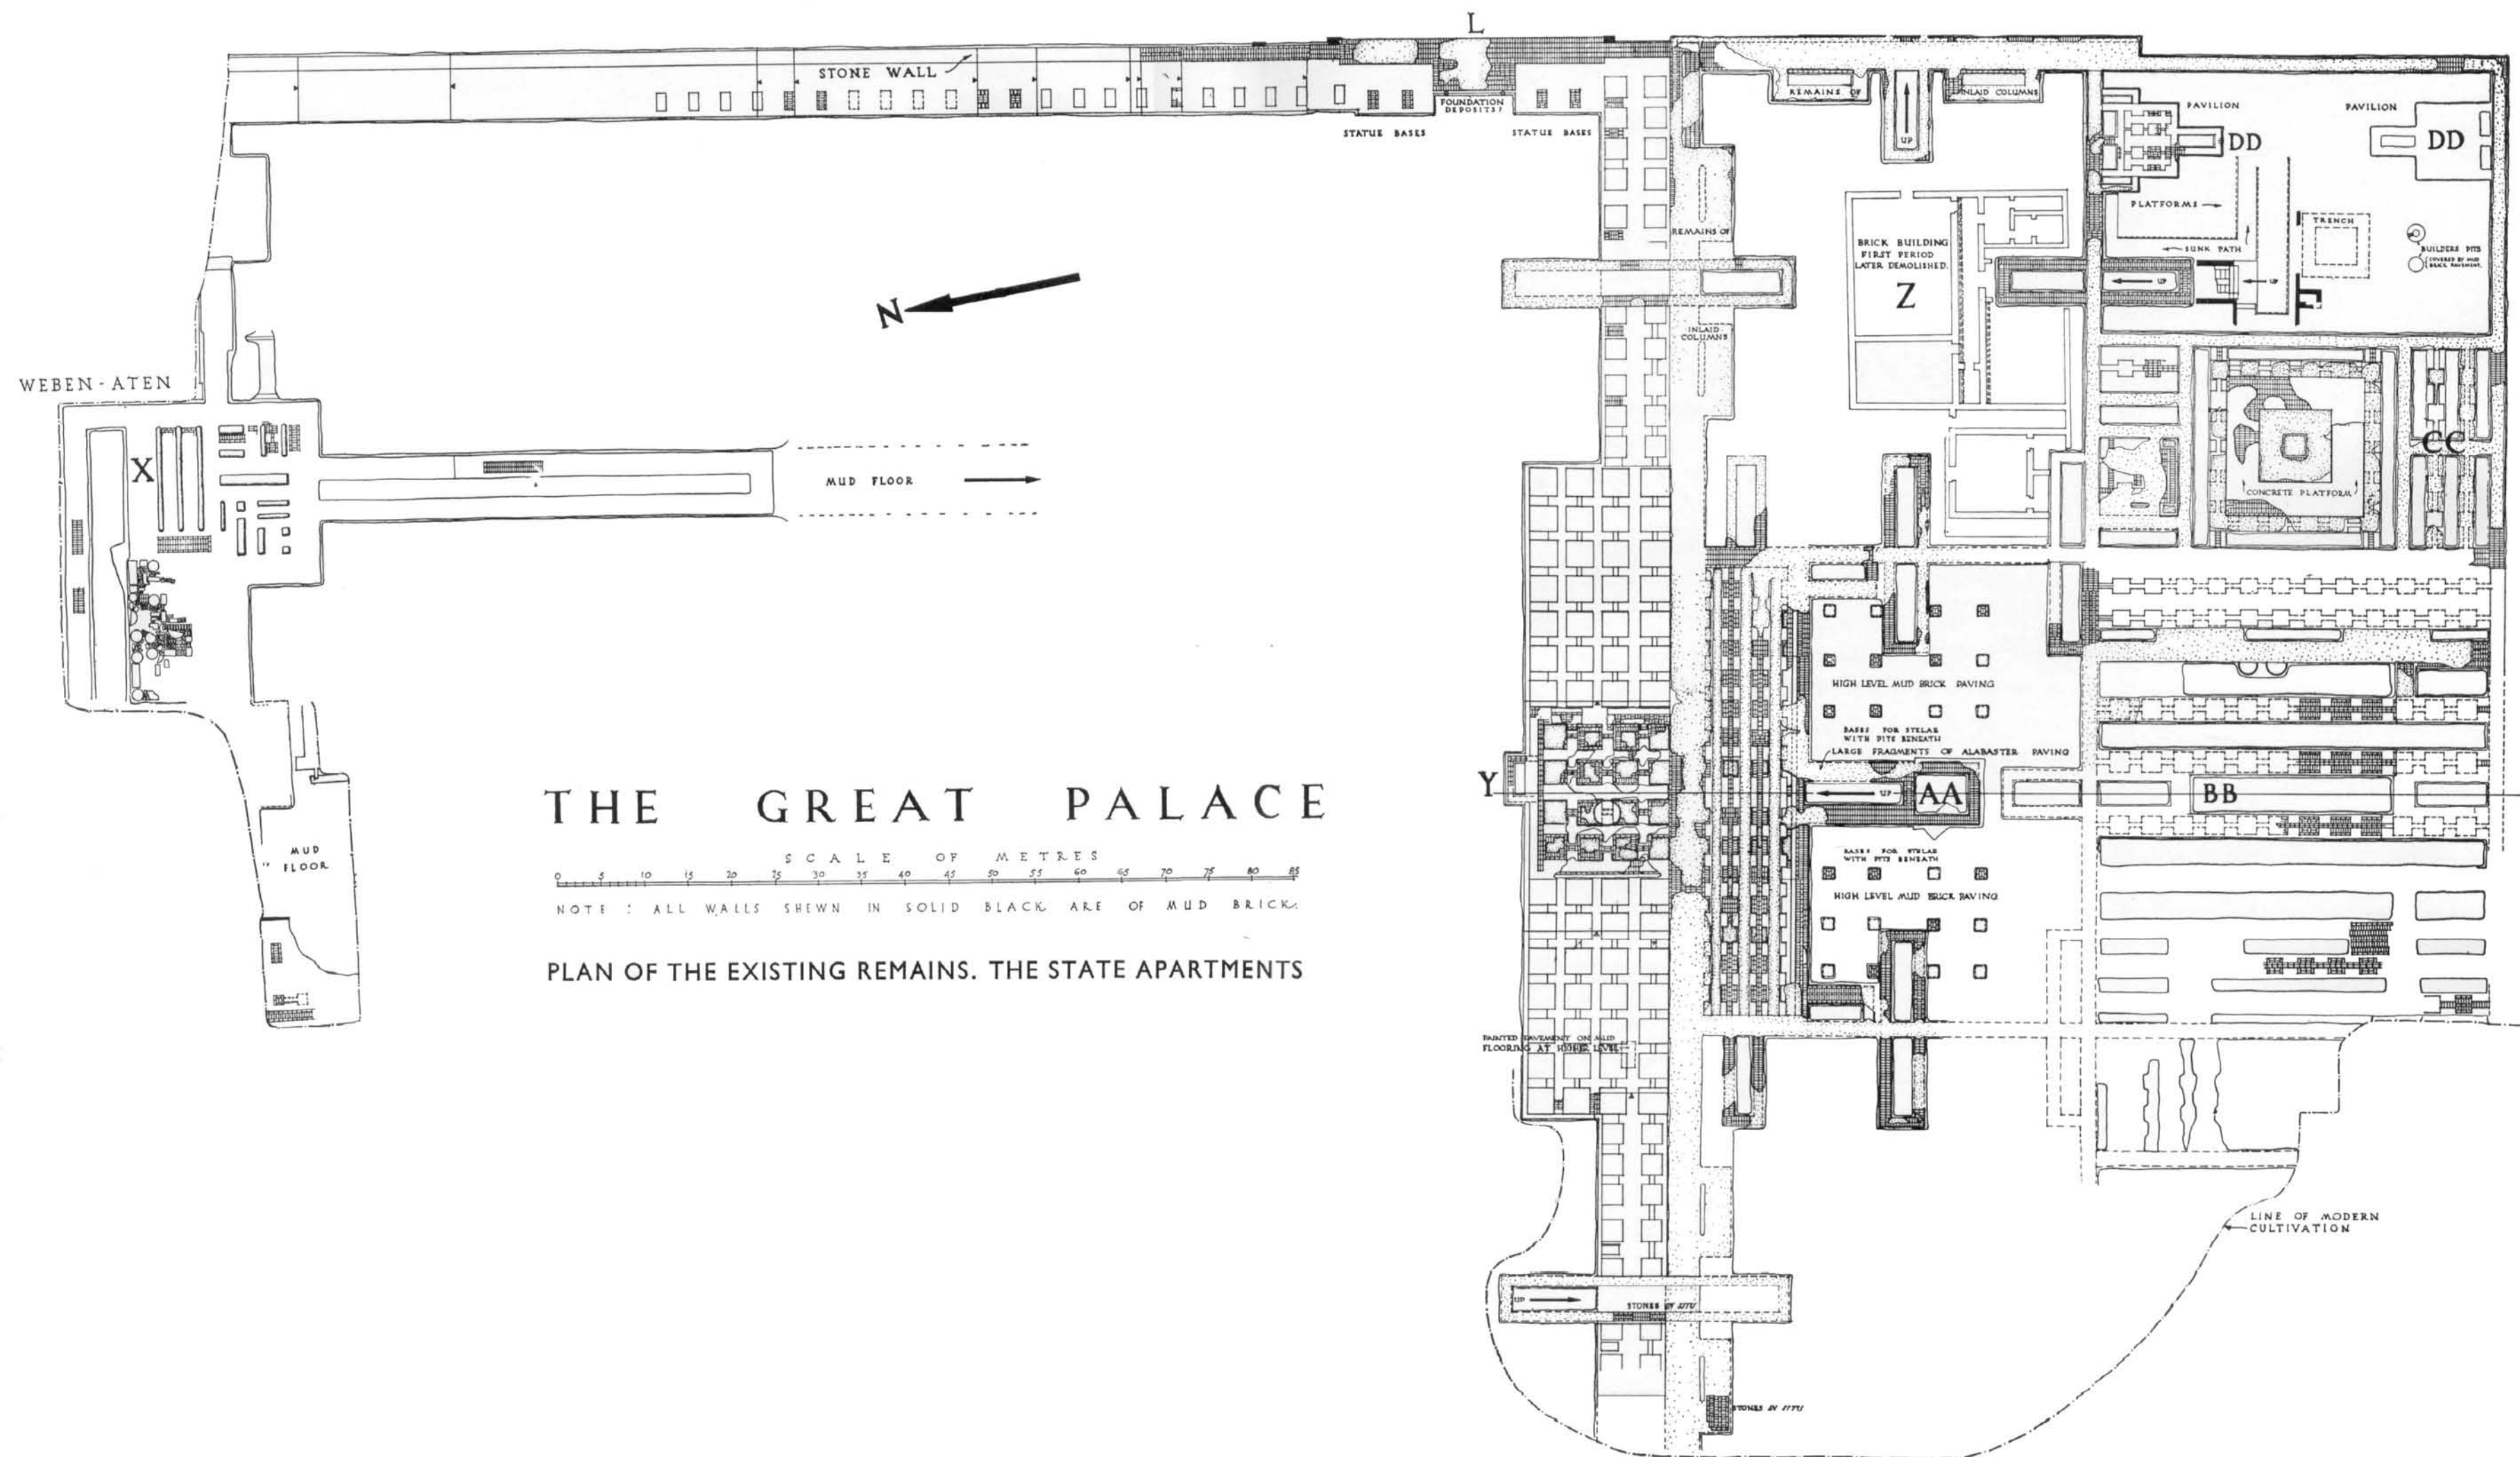 L
STONE WALL
FOUNDATION
DEPOSITS?
STATUE BASES
STATUE BASES
REMAINS OF
INLAID COLUMNS
UP
PAVILION
PAVILION
DD
DD
PLATFORMS
SUNK PATH
TRENCH
BUILDERS PITS
COVERED BY MUD
BRICK PAVEMENT.
UP
UP
REMAINS OF
INLAID
COLUMNS
BRICK BUILDING
FIRST PERIOD
LATER DEMOLISHED.
Z
N
WEBEN-ATEN
X
MUD FLOOR
CC
CONCRETE PLATFORM
HIGH LEVEL MUD BRICK PAVING
BASES FOR STELAE
WITH PITS BENEATH
LARGE FRAGMENTS OF ALABASTER PAVING
Y
UP
AA
BB
BASES FOR STELAE
WITH PITS BENEATH
HIGH LEVEL MUD BRICK PAVING
MUD
FLOOR
THE GREAT PALACE
SCALE OF METRES
0 5 10 15 20 25 30 35 40 45 50 55 60 65 70 75 80 85
NOTE : ALL WALLS SHEWN IN SOLID BLACK ARE OF MUD BRICK.
PLAN OF THE EXISTING REMAINS. THE STATE APARTMENTS
PAINTED PAVEMENT ON MUD
FLOORING AT HIGHER LEVEL
LINE OF MODERN
CULTIVATION
UP
STONES IN SITU
STONES IN SITU